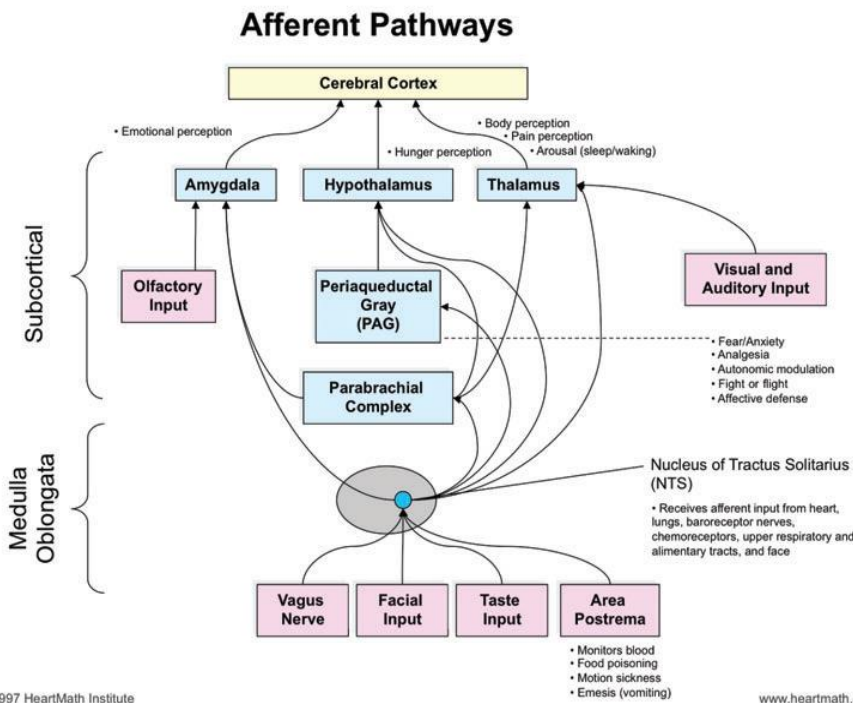 Afferent Pathways
Cerebral Cortex
• Emotional perception
• Hunger perception
• Body perception
• Pain perception
• Arousal (sleep/waking)
Subcortical
Amygdala
Hypothalamus
Thalamus
Olfactory
Input
Periaqueductal
Gray
(PAG)
Visual and
Auditory Input
• Fear/Anxiety
• Analgesia
• Autonomic modulation
• Fight or flight
• Affective defense
Parabrachial
Complex
Medulla
Oblongata
Nucleus of Tractus Solitarius
(NTS)
• Receives afferent input from heart,
lungs, baroreceptor nerves,
chemoreceptors, upper respiratory and
alimentary tracts, and face
Vagus
Nerve
Facial
Input
Taste
Input
Area
Postrema
• Monitors blood
• Food poisoning
• Motion sickness
• Emesis (vomiting)
997 HeartMath Institute
www.heartmath.